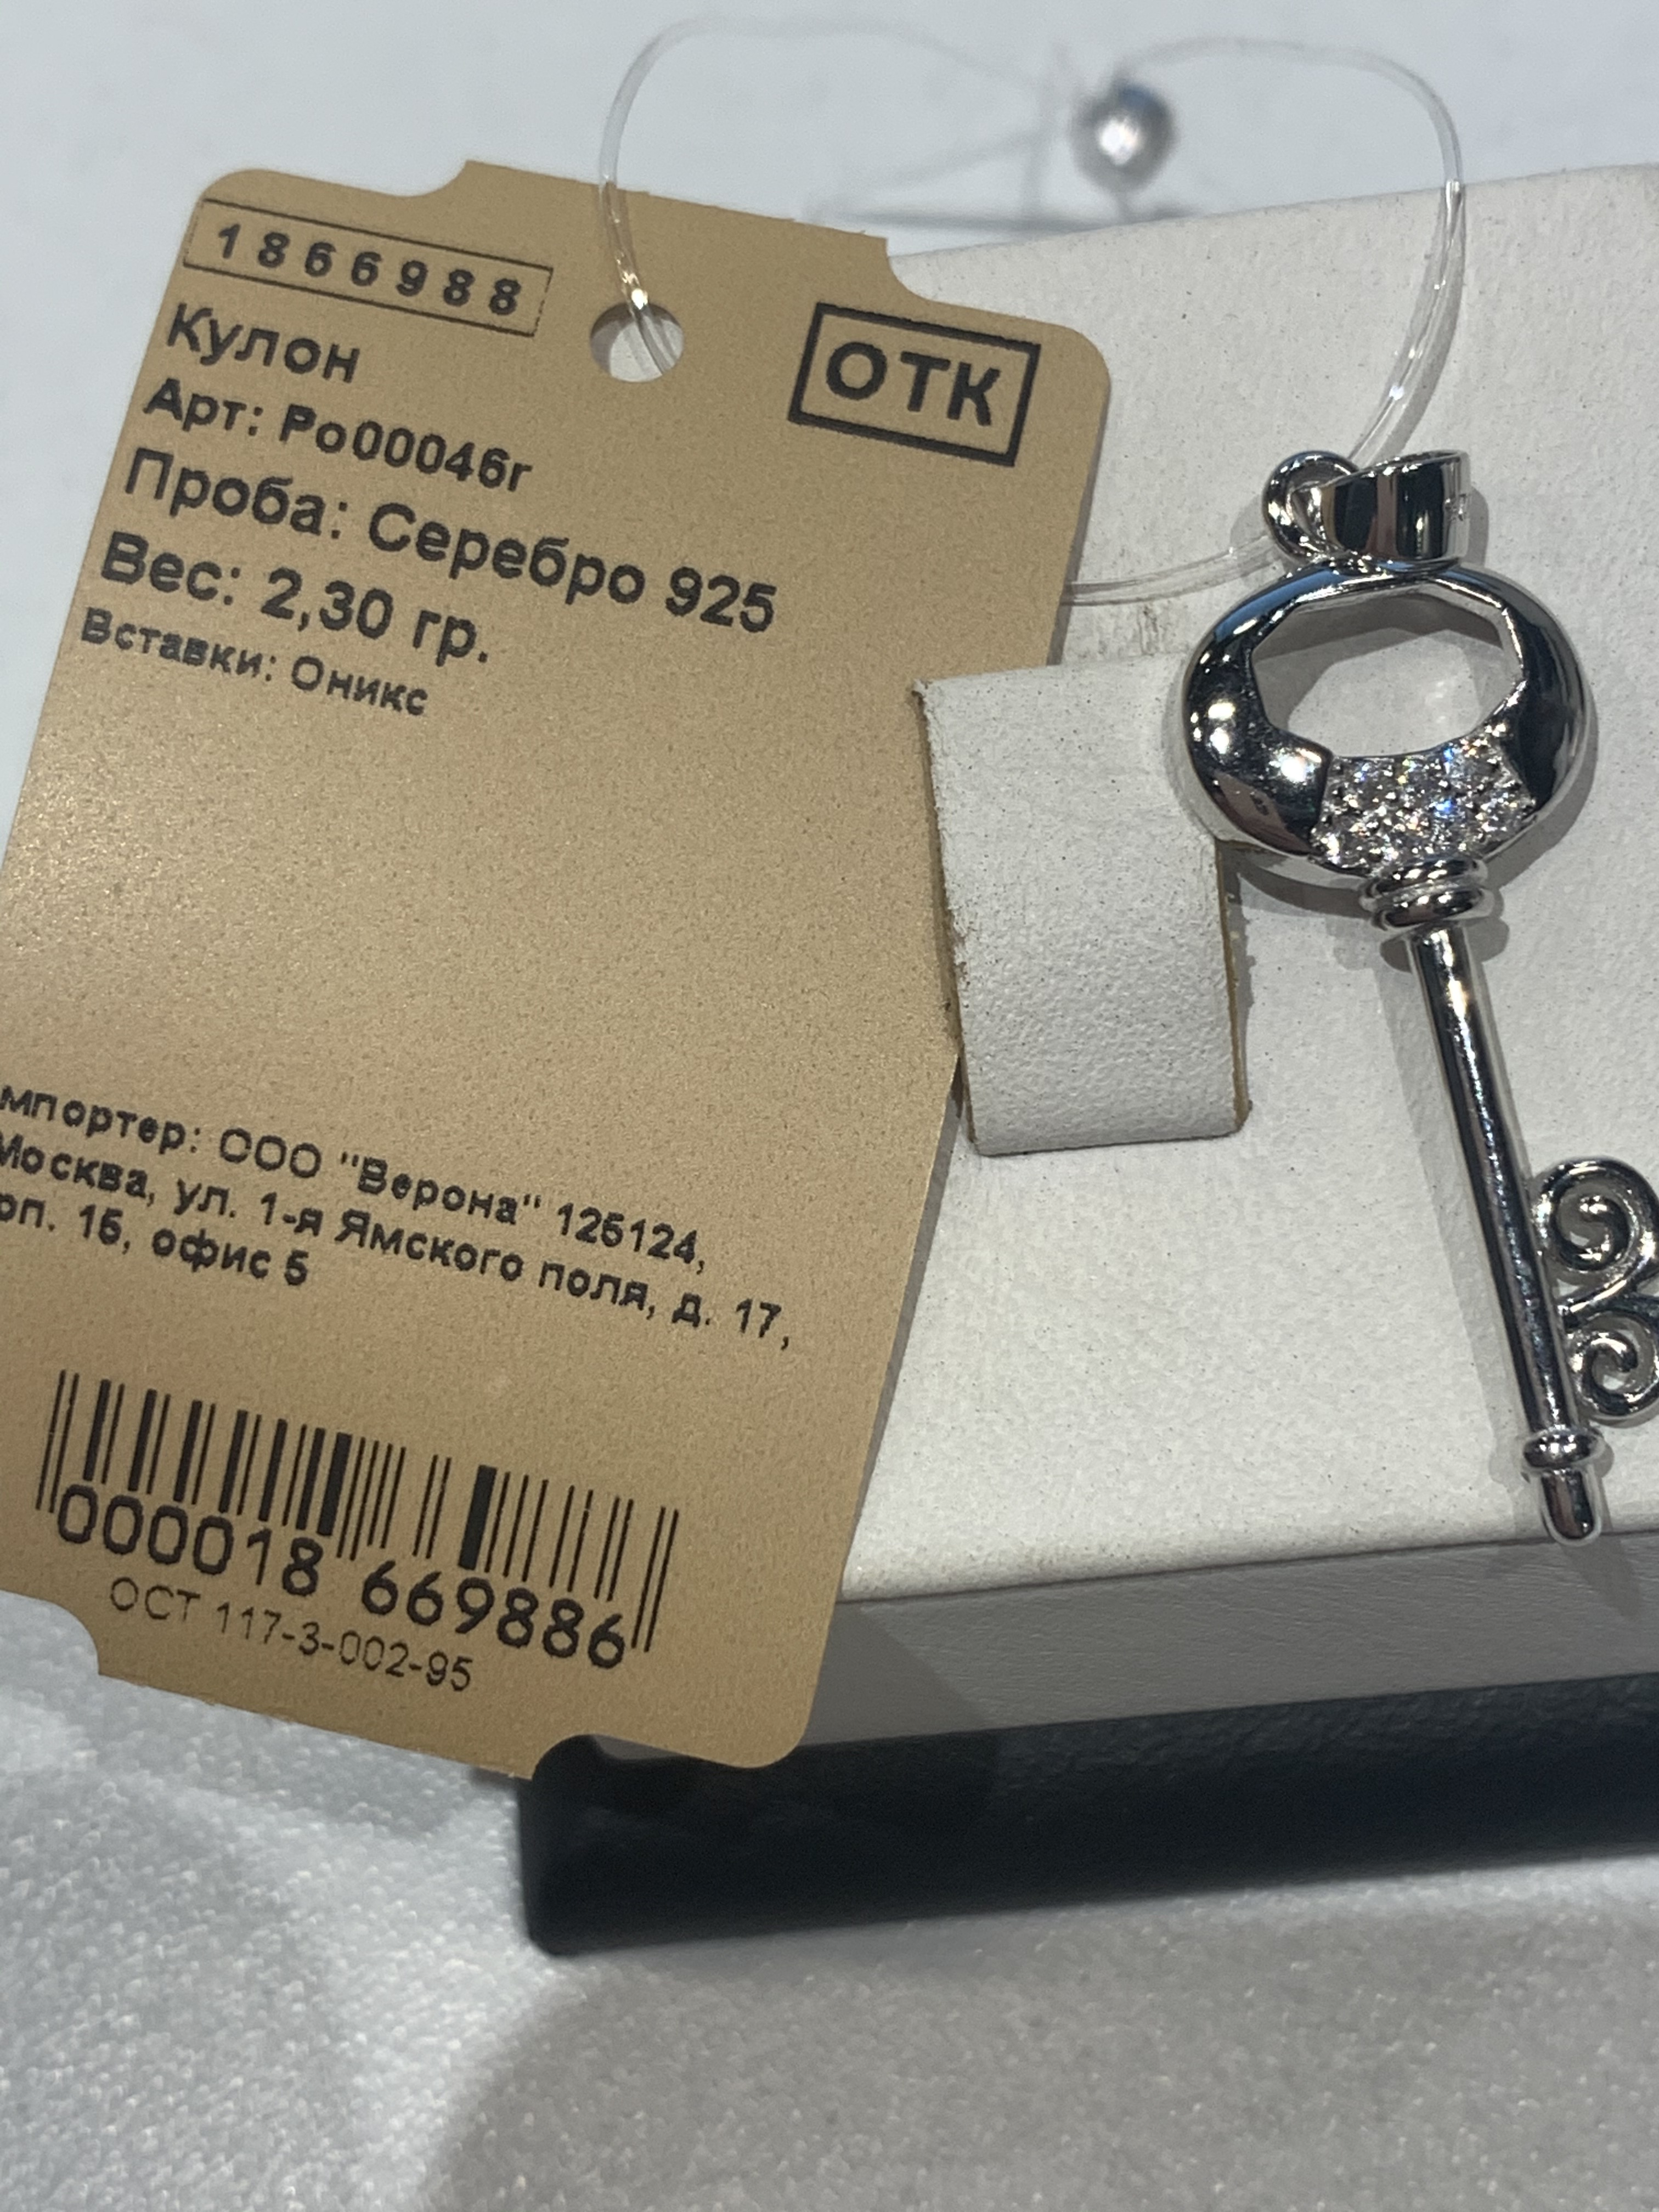 1866988
ОТК
Кулон
Арт: Po00046r
Проба: Серебро 925
Вес: 2,30 гр.
Вставки: Оникс
мпортер: ООО "Верона" 125124,
Москва, ул. 1-я Ямского поля, д. 17,
рп. 15, офис 5
000018 669886
ОСТ 117-3-002-95